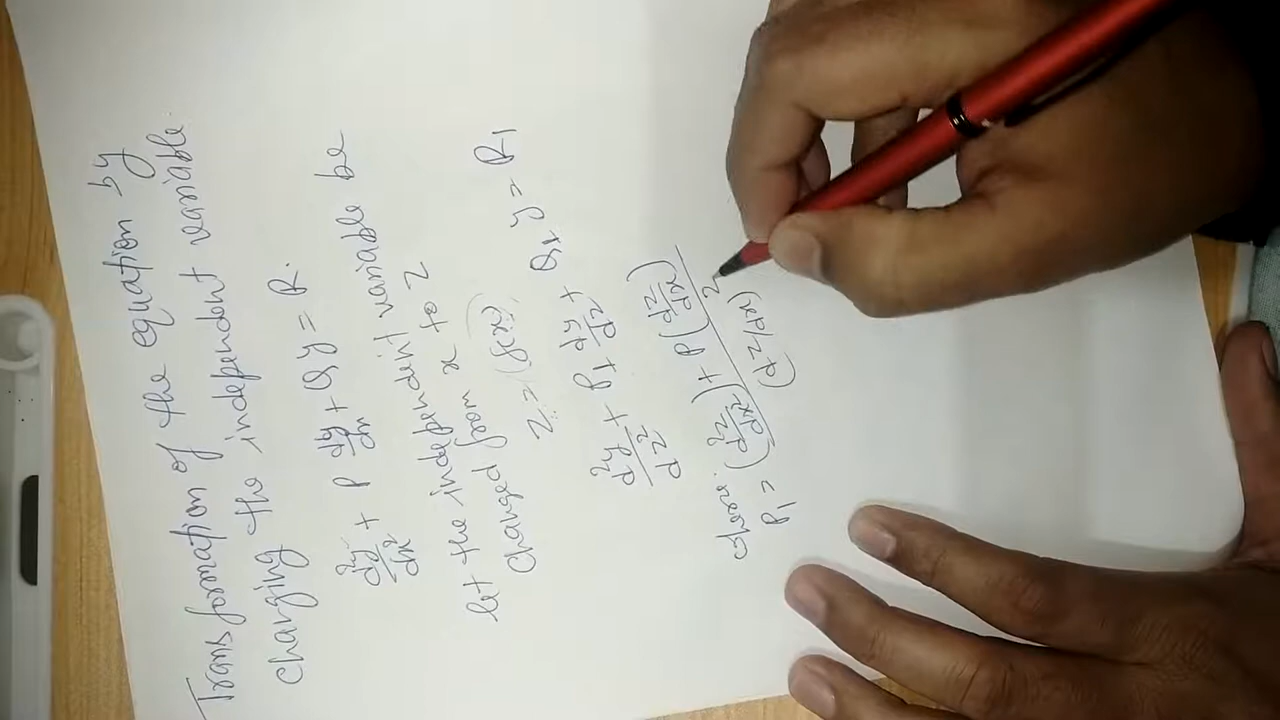 Transformation of the equation by
changing the independent variable.
d²y/dx² + P dy/dx + Qy = R.
let the independent variable be
changed from x to z
z = (f(x))
d²y/dz² + P₁ dy/dz + Q₁ y = R₁
where.
P₁ = ((d²z/dx²) + P(dz/dx)) / (dz/dx)²